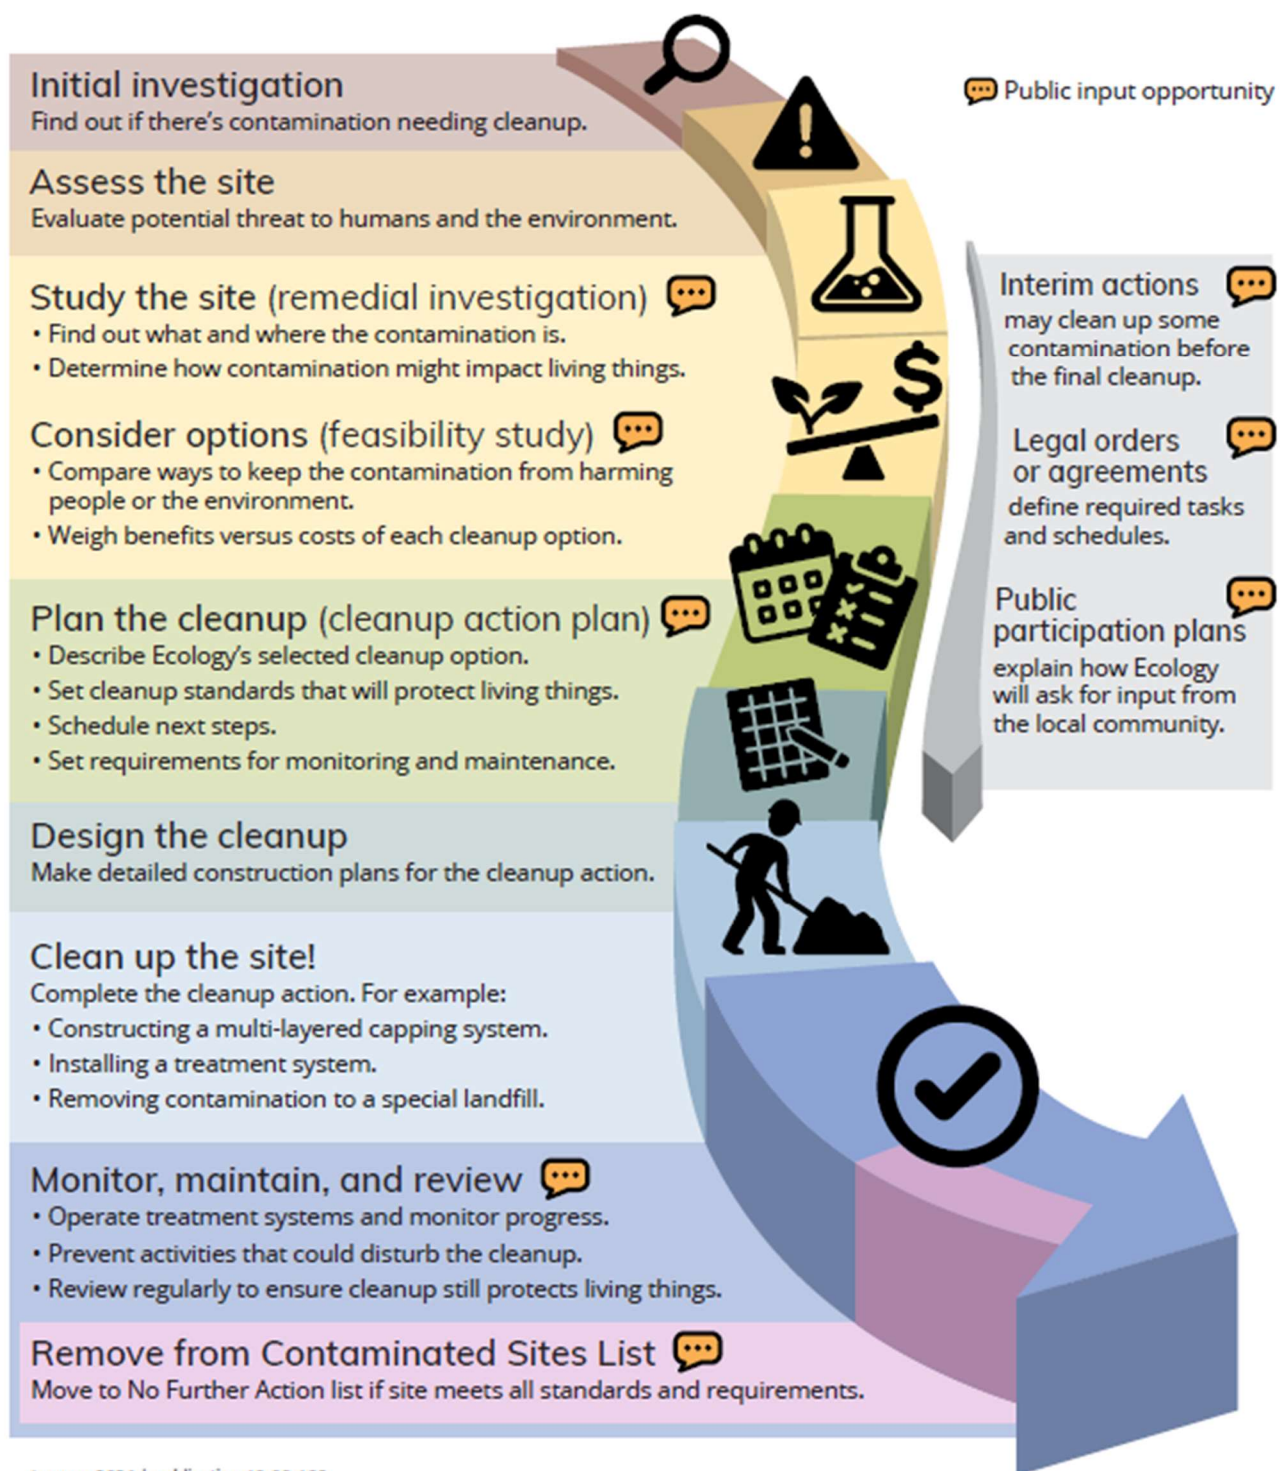 Initial investigation
Find out if there's contamination needing cleanup.
Assess the site
Evaluate potential threat to humans and the environment.
Study the site (remedial investigation)
• Find out what and where the contamination is.
• Determine how contamination might impact living things.
Consider options (feasibility study)
• Compare ways to keep the contamination from harming
people or the environment.
• Weigh benefits versus costs of each cleanup option.
Plan the cleanup (cleanup action plan)
• Describe Ecology's selected cleanup option.
• Set cleanup standards that will protect living things.
• Schedule next steps.
• Set requirements for monitoring and maintenance.
Design the cleanup
Make detailed construction plans for the cleanup action.
Clean up the site!
Complete the cleanup action. For example:
• Constructing a multi-layered capping system.
• Installing a treatment system.
• Removing contamination to a special landfill.
Monitor, maintain, and review
• Operate treatment systems and monitor progress.
• Prevent activities that could disturb the cleanup.
• Review regularly to ensure cleanup still protects living things.
Remove from Contaminated Sites List
Move to No Further Action list if site meets all standards and requirements.
Public input opportunity
Interim actions
may clean up some
contamination before
the final cleanup.
Legal orders
or agreements
define required tasks
and schedules.
Public
participation plans
explain how Ecology
will ask for input from
the local community.
$